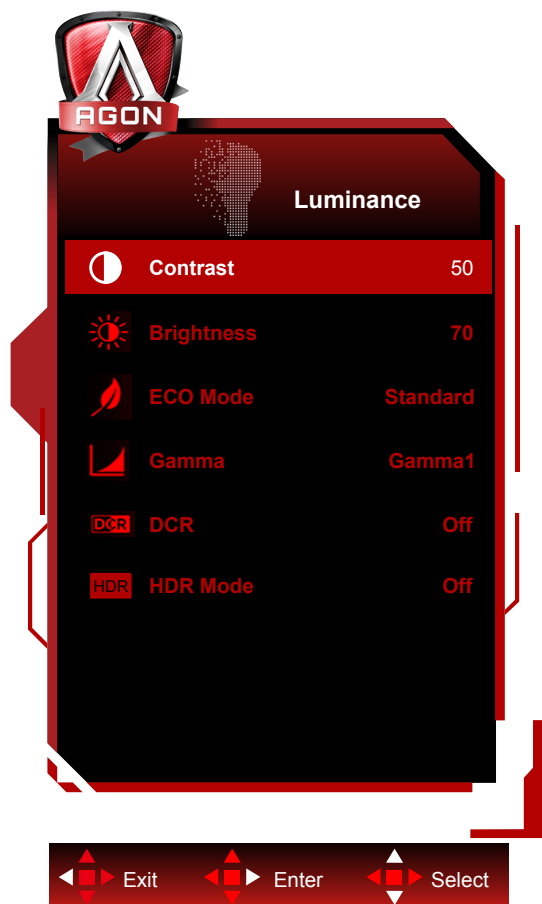 AGON
Luminance
Contrast 50
Brightness 70
ECO Mode Standard
Gamma Gamma1
DCR DCR Off
HDR HDR Mode Off
Exit Enter Select